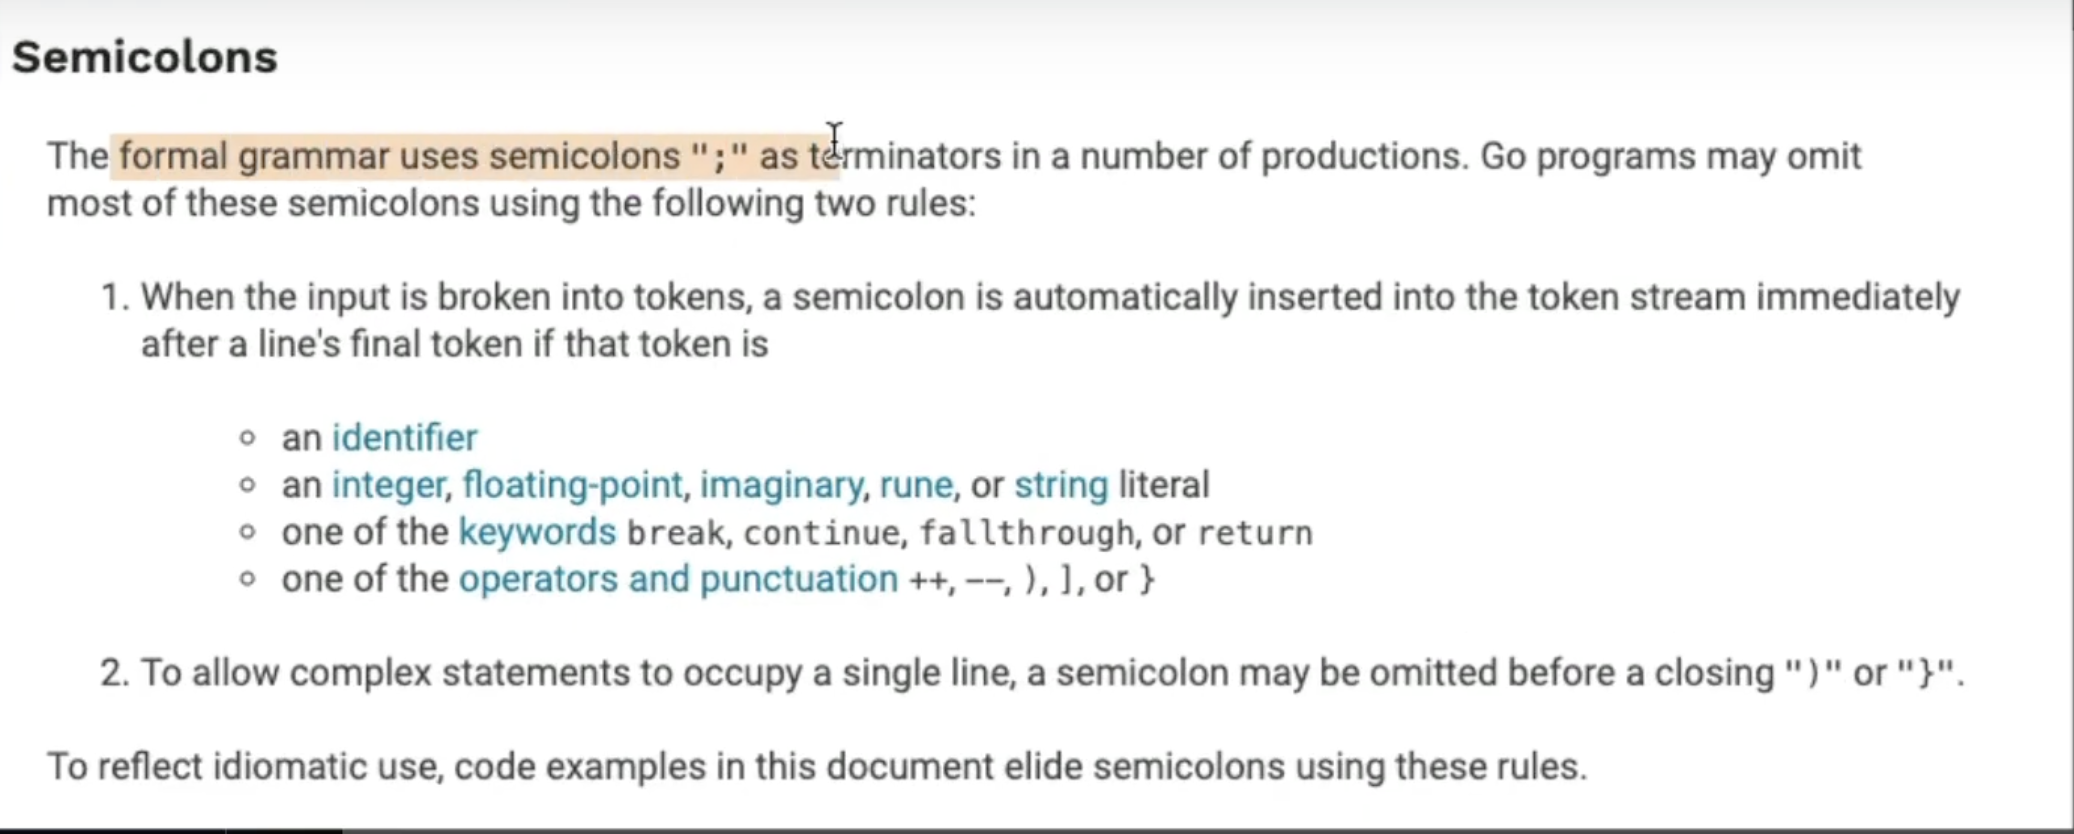 Semicolons
The formal grammar uses semicolons ";" as terminators in a number of productions. Go programs may omit
most of these semicolons using the following two rules:
1. When the input is broken into tokens, a semicolon is automatically inserted into the token stream immediately
after a line's final token if that token is
○ an identifier
○ an integer, floating-point, imaginary, rune, or string literal
○ one of the keywords break, continue, fallthrough, or return
○ one of the operators and punctuation ++, --, ), ], or }
2. To allow complex statements to occupy a single line, a semicolon may be omitted before a closing ")" or "}".
To reflect idiomatic use, code examples in this document elide semicolons using these rules.